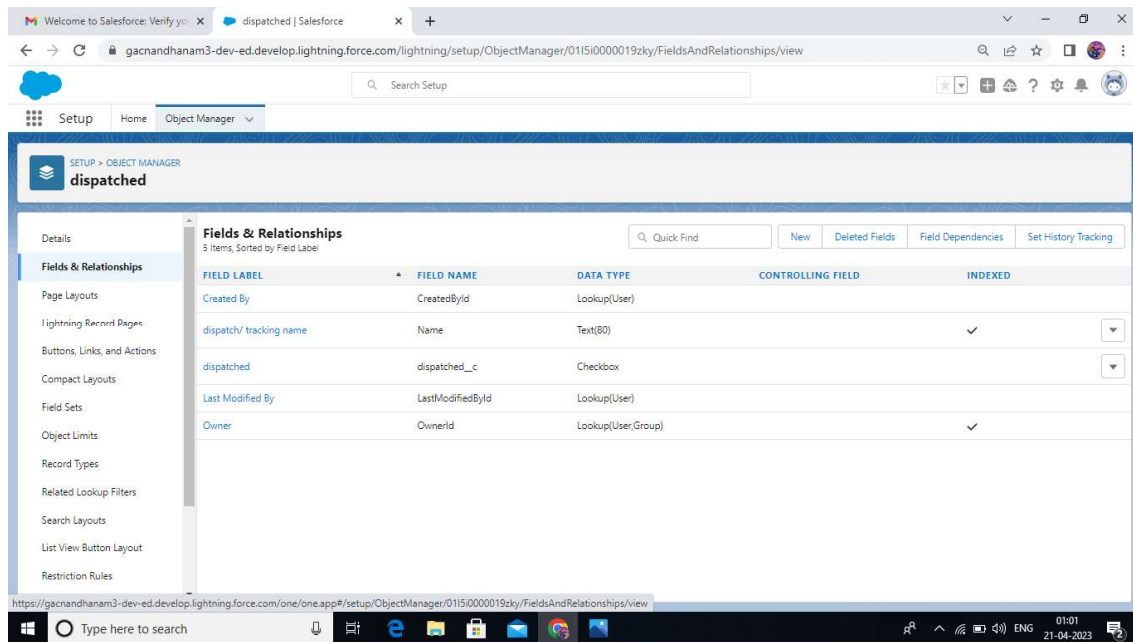 Welcome to Salesforce: Verify yo
dispatched | Salesforce
gacnandhanam3-dev-ed.develop.lightning.force.com/lightning/setup/ObjectManager/01I5i0000019zky/FieldsAndRelationships/view
Search Setup
Setup Home Object Manager
SETUP > OBJECT MANAGER
dispatched
Details
Fields & Relationships
Page Layouts
Lightning Record Pages
Buttons, Links, and Actions
Compact Layouts
Field Sets
Object Limits
Record Types
Related Lookup Filters
Search Layouts
List View Button Layout
Restriction Rules
Fields & Relationships
5 Items, Sorted by Field Label
Quick Find New Deleted Fields Field Dependencies Set History Tracking
FIELD LABEL FIELD NAME DATA TYPE CONTROLLING FIELD INDEXED
Created By CreatedById Lookup(User)
dispatch/ tracking name Name Text(80)
dispatched dispatched__c Checkbox
Last Modified By LastModifiedById Lookup(User)
Owner OwnerId Lookup(User,Group)
https://gacnandhanam3-dev-ed.develop.lightning.force.com/one/one.app#/setup/ObjectManager/01I5i0000019zky/FieldsAndRelationships/view
Type here to search
ENG
01:01
21-04-2023